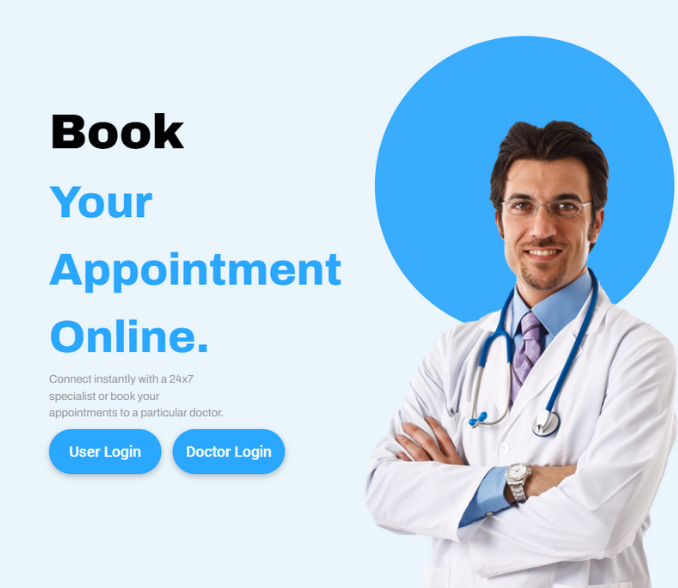 Book
Your
Appointment
Online.
Connect instantly with a 24x7
specialist or book your
appointments to a particular doctor.
User Login
Doctor Login